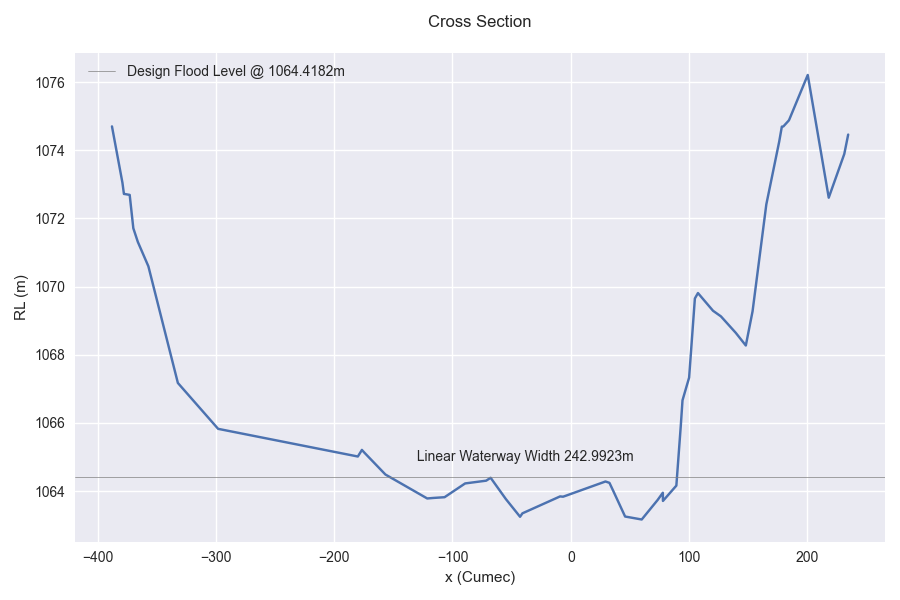 Cross Section
Design Flood Level @ 1064.4182m
1076
1074
1072
1070
1068
1066
1064
RL (m)
Linear Waterway Width 242.9923m
−400
−300
−200
−100
0
100
200
x (Cumec)